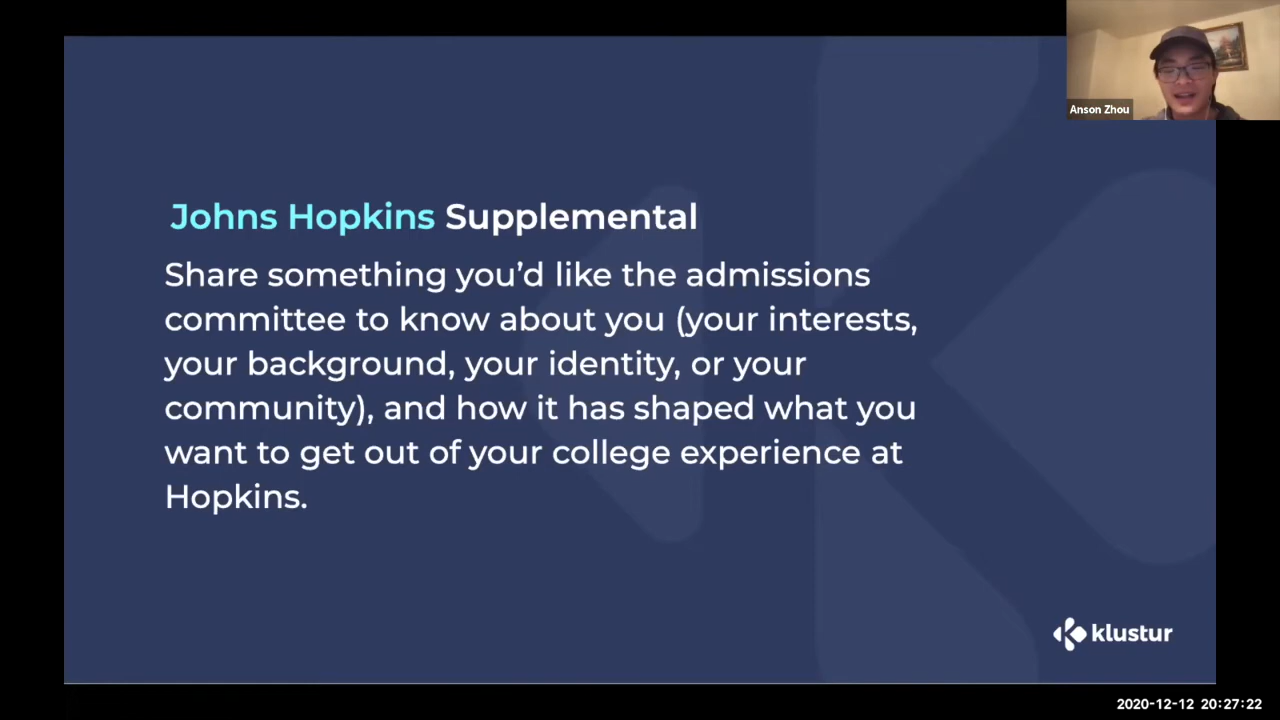 Anson Zhou
Johns Hopkins Supplemental
Share something you’d like the admissions
committee to know about you (your interests,
your background, your identity, or your
community), and how it has shaped what you
want to get out of your college experience at
Hopkins.
klustur
2020-12-12 20:27:22